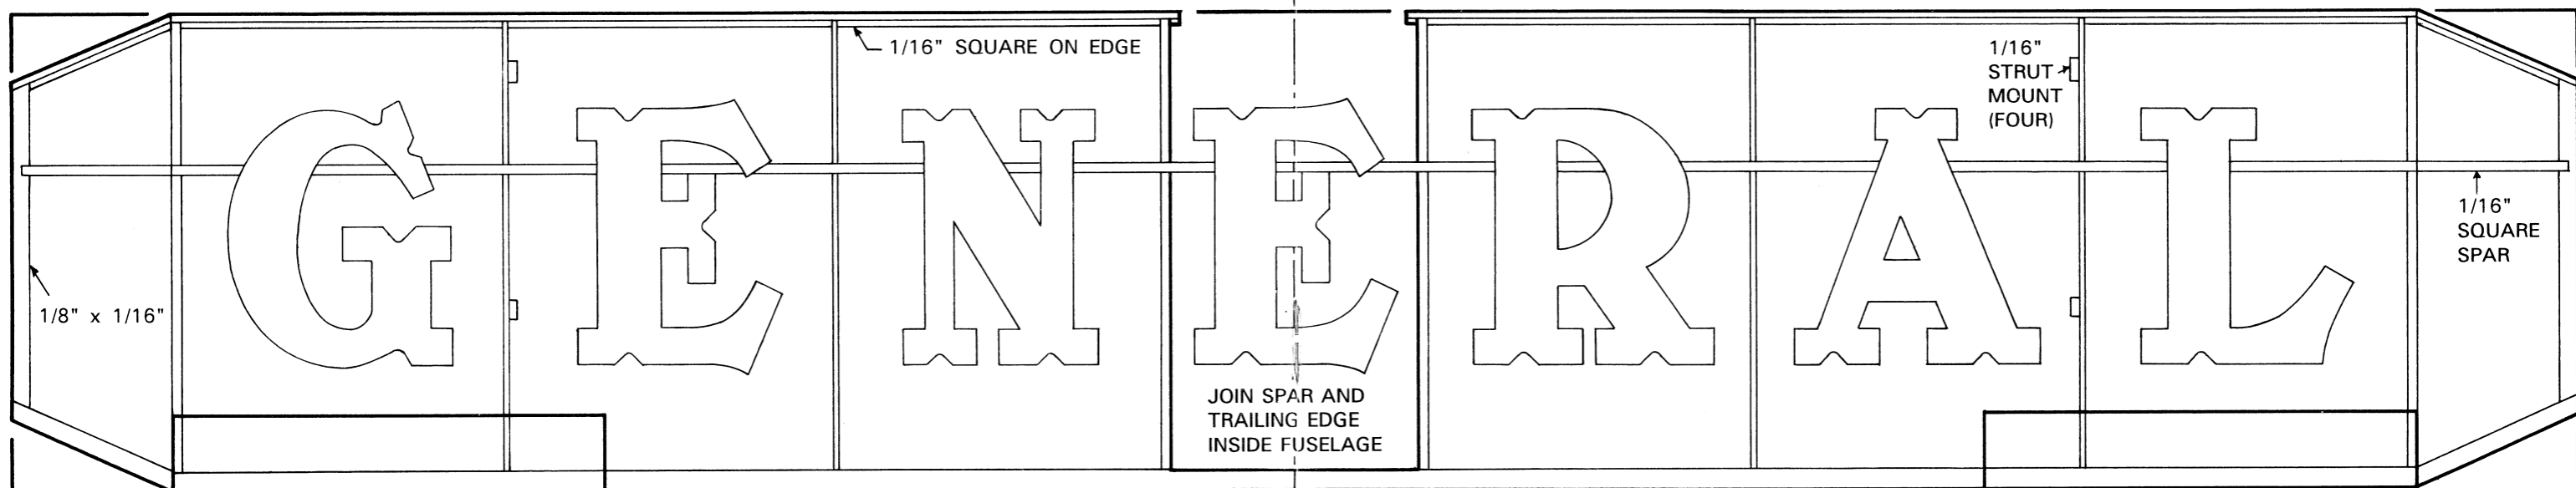 1/16" SQUARE ON EDGE
1/16"
STRUT
MOUNT
(FOUR)
GENERAL
1/16"
SQUARE
SPAR
1/8" x 1/16"
JOIN SPAR AND
TRAILING EDGE
INSIDE FUSELAGE